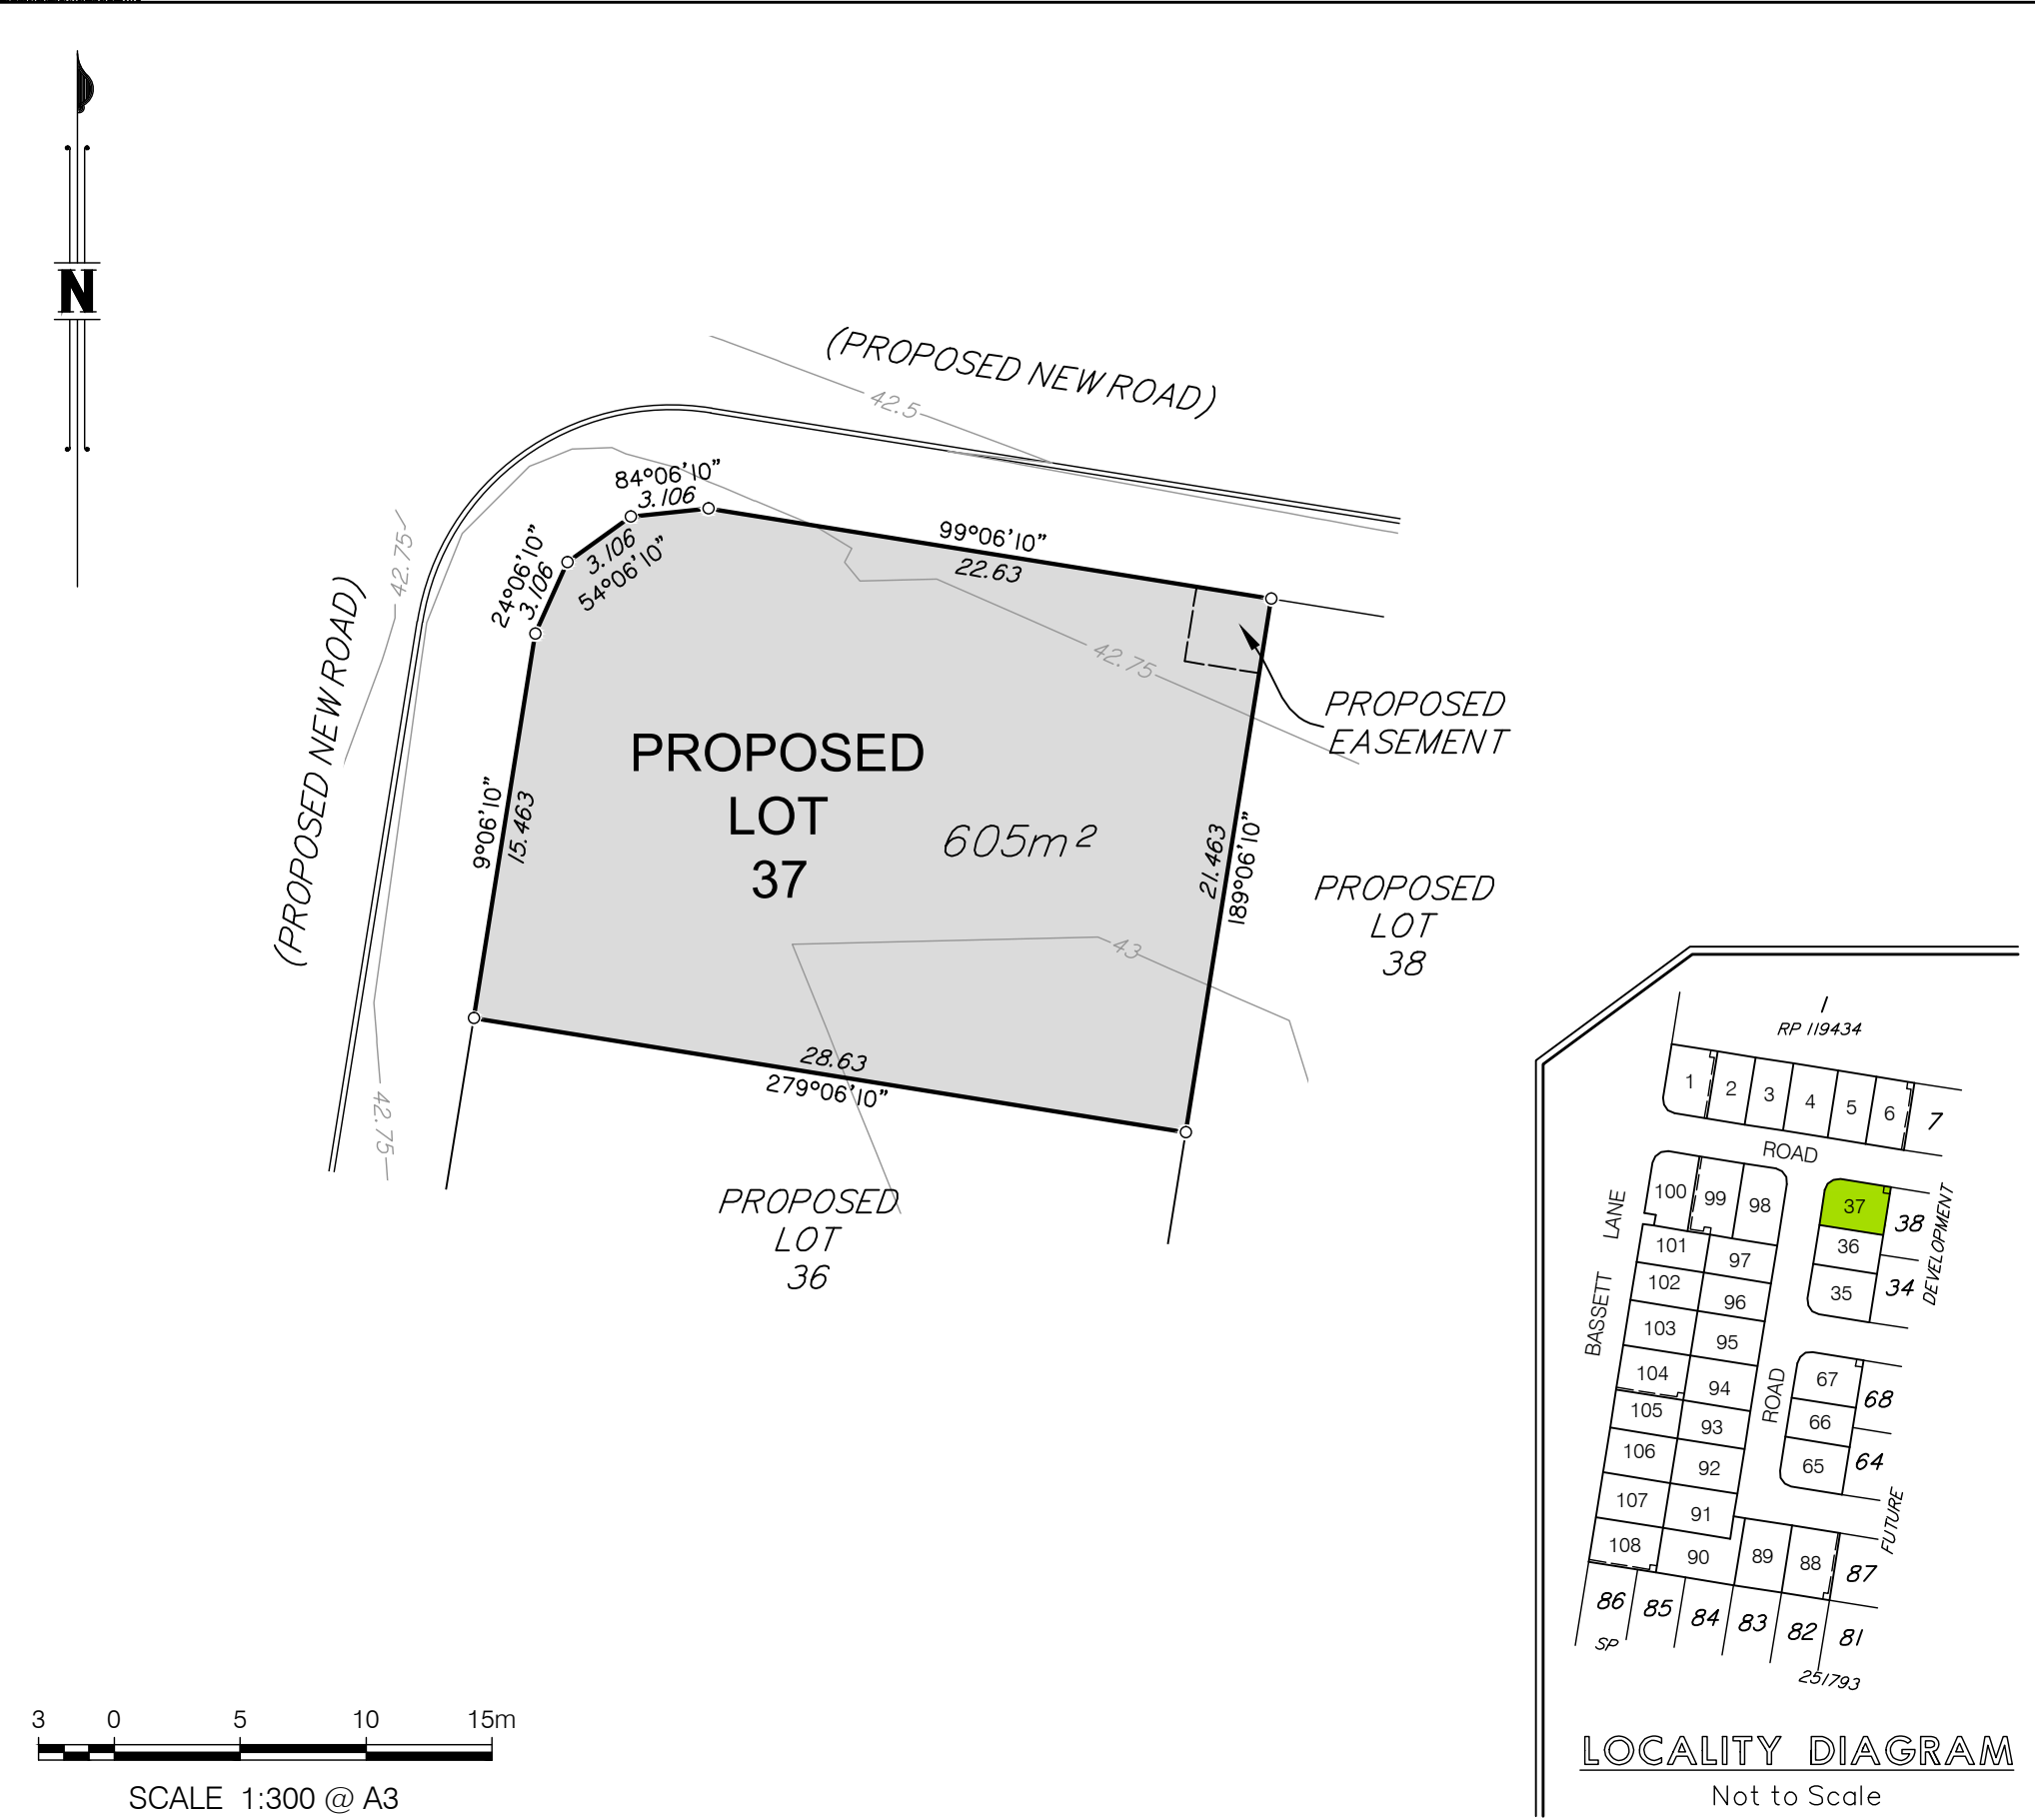 N
(PROPOSED NEW ROAD)
42.5
84°06'10"
3.106
42.75
24°06'10"
3.106
3.106
54°06'10"
99°06'10"
22.63
(PROPOSED NEW ROAD)
42.75
PROPOSED
EASEMENT
PROPOSED
LOT
37
605m²
9°06'10"
15.463
21.463
189°06'10"
PROPOSED
LOT
38
43
28.63
279°06'10"
42.75
PROPOSED
LOT
36
1
RP 119434
1
2
3
4
5
6
7
ROAD
100
99
98
37
38
LANE
BASSETT
101
97
36
102
96
35
34
DEVELOPMENT
103
95
104
94
67
68
ROAD
105
93
66
106
92
65
64
107
91
FUTURE
108
90
89
88
87
86
85
84
83
82
81
SP
251793
LOCALITY DIAGRAM
Not to Scale
3 0 5 10 15m
SCALE 1:300 @ A3